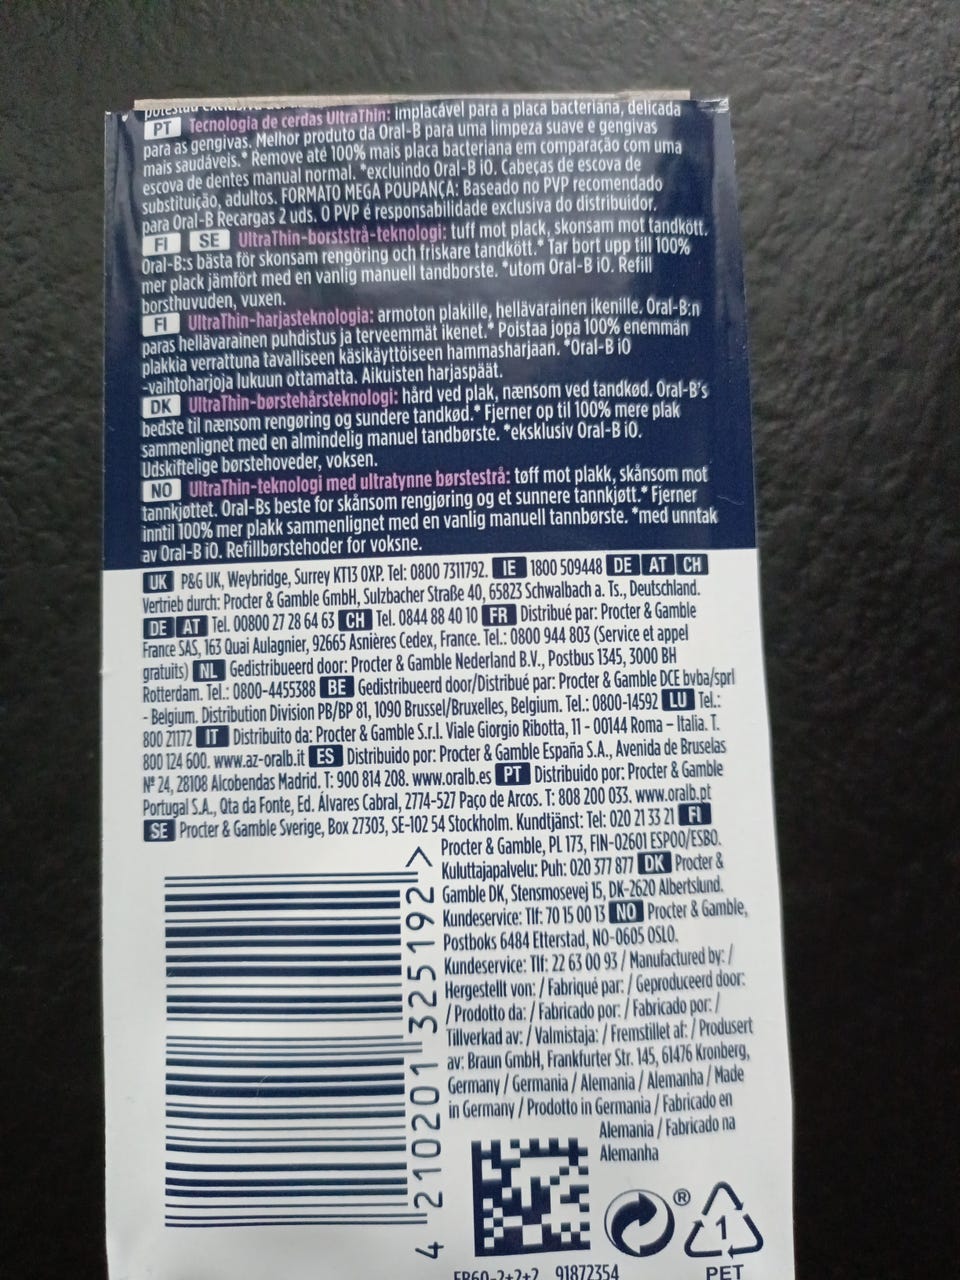 PT Tecnologia de cerdas UltraThin: implacável para a placa bacteriana, delicada
para as gengivas. Melhor produto da Oral-B para uma limpeza suave e gengivas
mais saudáveis.* Remove até 100% mais placa bacteriana em comparação com uma
escova de dentes manual normal. *excluindo Oral-B iO. Cabeças de escova de
substituição, adultos. FORMATO MEGA POUPANÇA: Baseado no PVP recomendado
para Oral-B Recargas 2 uds. O PVP é responsabilidade exclusiva do distribuidor.
FI SE UltraThin-borststrå-teknologi: tuff mot plack, skonsam mot tandkött.
Oral-B:s bästa för skonsam rengöring och friskare tandkött.* Tar bort upp till 100%
mer plack jämfört med en vanlig manuell tandborste. *utom Oral-B iO. Refill
borsthuvuden, vuxen.
FI UltraThin-harjasteknologia: armoton plakille, hellävarainen ikenille. Oral-B:n
paras hellävarainen puhdistus ja terveemmät ikenet.* Poistaa jopa 100% enemmän
plakkia verrattuna tavalliseen käsikäyttöiseen hammasharjaan. *Oral-B iO
-vaihtoharjoja lukuun ottamatta. Aikuisten harjaspäät.
DK UltraThin-børstehårsteknologi: hård ved plak, nænsom ved tandkød. Oral-B's
bedste til nænsom rengøring og sundere tandkød.* Fjerner op til 100% mere plak
sammenlignet med en almindelig manuel tandbørste. *eksklusiv Oral-B iO.
Udskiftelige børstehoveder, voksen.
NO UltraThin-teknologi med ultratynne børstestrå: tøff mot plakk, skånsom mot
tannkjøttet. Oral-Bs beste for skånsom rengjøring og et sunnere tannkjøtt.* Fjerner
inntil 100% mer plakk sammenlignet med en vanlig manuell tannbørste. *med unntak
av Oral-B iO. Refillbørstehoder for voksne.
UK P&G UK, Weybridge, Surrey KT13 0XP. Tel: 0800 7311792. IE 1800 509448 DE AT CH
Vertrieb durch: Procter & Gamble GmbH, Sulzbacher Straße 40, 65823 Schwalbach a. Ts., Deutschland.
DE AT Tel. 00800 27 28 64 63 CH Tel. 0844 88 40 10 FR Distribué par: Procter & Gamble
France SAS, 163 Quai Aulagnier, 92665 Asnières Cedex, France. Tel.: 0800 944 803 (Service et appel
gratuits) NL Gedistribueerd door: Procter & Gamble Nederland B.V., Postbus 1345, 3000 BH
Rotterdam. Tel.: 0800-4455388 BE Gedistribueerd door/Distribué par: Procter & Gamble DCE bvba/sprl
- Belgium. Distribution Division PB/BP 81, 1090 Brussel/Bruxelles, Belgium. Tel.: 0800-14592 LU Tel.:
800 21172 IT Distribuito da: Procter & Gamble S.r.l. Viale Giorgio Ribotta, 11 - 00144 Roma – Italia. T.
800 124 600. www.az-oralb.it ES Distribuido por: Procter & Gamble España S.A., Avenida de Bruselas
Nº 24, 28108 Alcobendas Madrid. T: 900 814 208. www.oralb.es PT Distribuido por: Procter & Gamble
Portugal S.A., Qta da Fonte, Ed. Álvares Cabral, 2774-527 Paço de Arcos. T: 808 200 033. www.oralb.pt
SE Procter & Gamble Sverige, Box 27303, SE-102 54 Stockholm. Kundtjänst: Tel: 020 21 33 21 FI
Procter & Gamble, PL 173, FIN-02601 ESPOO/ESBO.
Kuluttajapalvelu: Puh: 020 377 877 DK Procter &
Gamble DK, Stensmosevej 15, DK-2620 Albertslund.
Kundeservice: Tlf: 70 15 00 13 NO Procter & Gamble,
Postboks 6484 Etterstad, NO-0605 OSLO.
Kundeservice: Tlf: 22 63 00 93 / Manufactured by: /
Hergestellt von: / Fabriqué par: / Geproduceerd door:
/ Prodotto da: / Fabricado por: / Fabricado por: /
Tillverkad av: / Valmistaja: / Fremstillet af: / Produsert
av: Braun GmbH, Frankfurter Str. 145, 61476 Kronberg,
Germany / Germania / Alemania / Alemanha / Made
in Germany / Prodotto in Germania / Fabricado en
Alemania / Fabricado na
Alemanha
4 210201 325192 >
®
1
PET
EB60-2+2+2 91872354